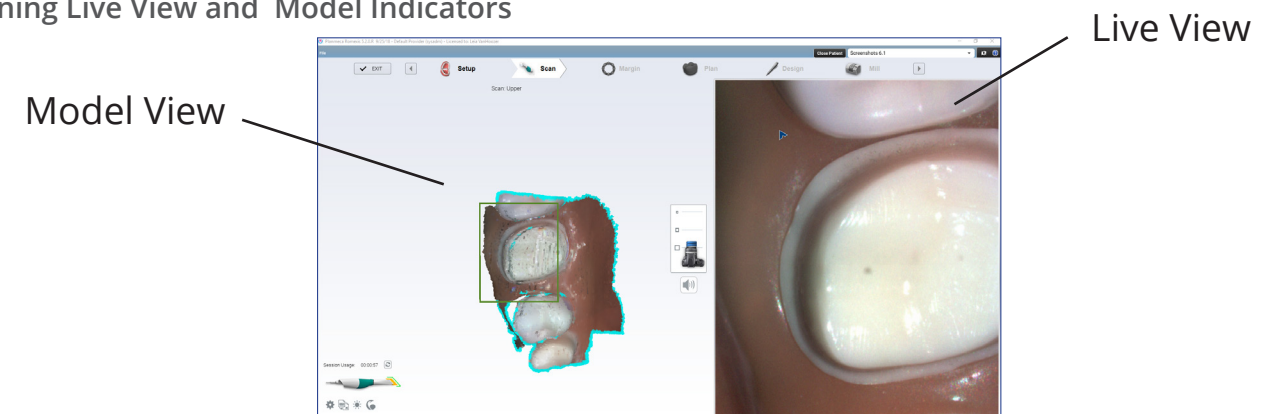 ning Live View and Model Indicators
Live View
Model View
Close Patient
Screenshots 6.1
EXIT
Setup
Scan
Margin
Plan
Design
Mill
Scan: Upper
Session Usage: 00:00:57